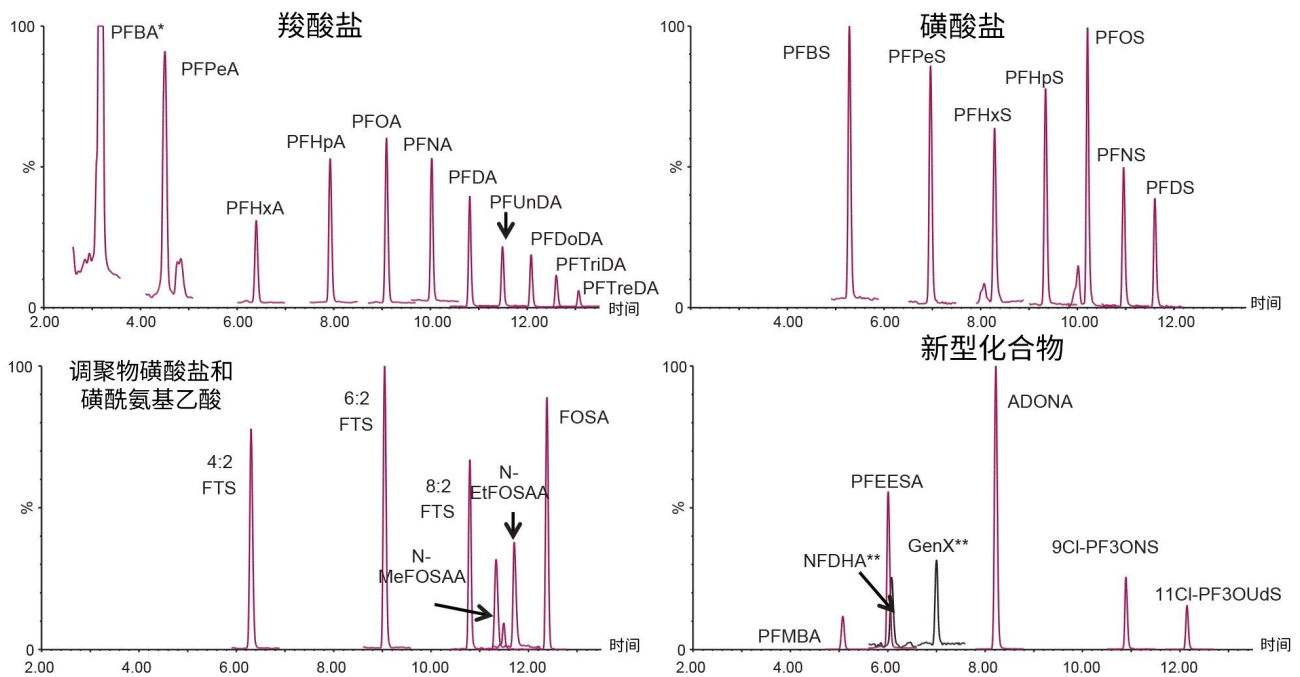 羧酸盐
100
PFBA*
PFPeA
PFOA
PFHpA
PFNA
%
PFDA
PFHxA
PFUnDA
PFDoDA
PFTriDA
PFTreDA
0
2.00
4.00
6.00
8.00
10.00
12.00
时间
磺酸盐
100
PFOS
PFBS
PFPeS
PFHpS
PFHxS
PFNS
%
PFDS
0
4.00
6.00
8.00
10.00
12.00
时间
调聚物磺酸盐和
磺酰氨基乙酸
100
6:2
FTS
FOSA
4:2
FTS
N-
EtFOSAA
8:2
FTS
%
N-
MeFOSAA
0
2.00
4.00
6.00
8.00
10.00
12.00
时间
新型化合物
100
ADONA
PFEESA
%
GenX**
9Cl-PF3ONS
NFDHA**
11Cl-PF3OUdS
PFMBA
0
2.00
4.00
6.00
8.00
10.00
12.00
时间